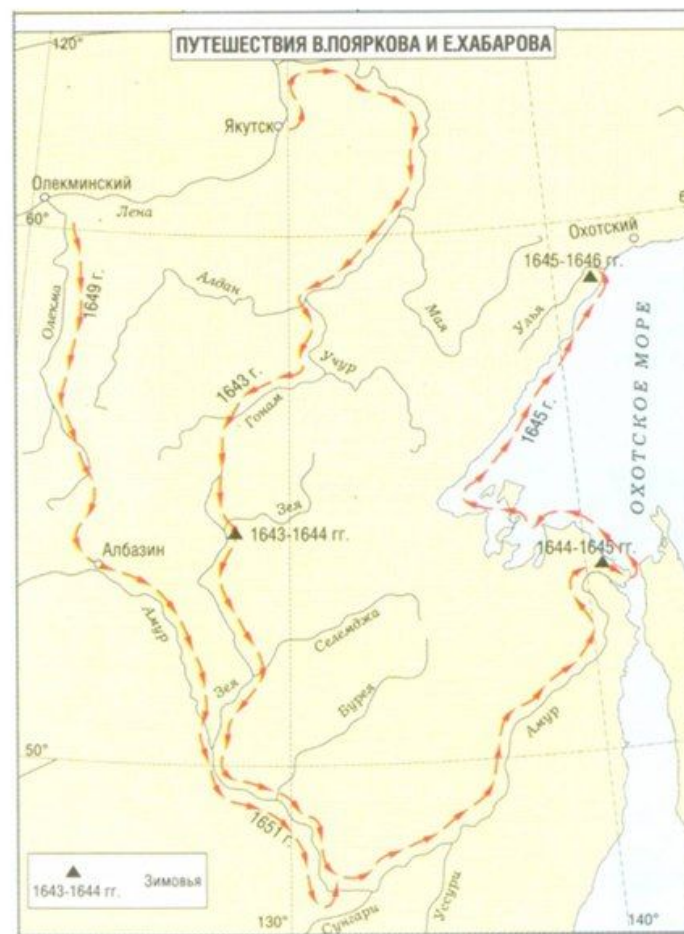 ПУТЕШЕСТВИЯ В.ПОЯРКОВА И Е.ХАБАРОВА
120°
Якутск
Олекминский
Лена
60°
6
Охотский
1645-1646 гг.
Алдан
Мая
Улья
Олекма
1649 г.
Учур
1643 г.
Гонам
1645 г.
ОХОТСКОЕ МОРЕ
Зея
1643-1644 гг.
1644-1645 гг.
Албазин
Амур
Селемджа
Зея
Бурея
Амур
50°
1651 г.
Зимовья
1643-1644 гг.
130°
Сунгари
Уссури
140°